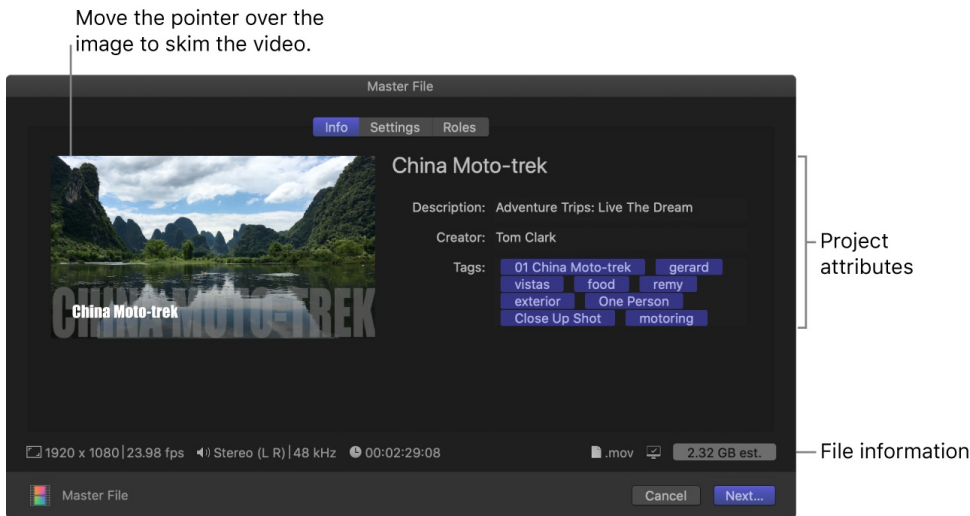 Move the pointer over the
image to skim the video.
Master File
Info Settings Roles
China Moto-trek
Description: Adventure Trips: Live The Dream
Creator: Tom Clark
Tags: 01 China Moto-trek gerard
vistas food remy
exterior One Person
Close Up Shot motoring
CHINA MOTO-TREK
China Moto-trek
Project
attributes
1920 x 1080 | 23.98 fps Stereo (L R) | 48 kHz 00:02:29:08 .mov 2.32 GB est.
File information
Master File Cancel Next...